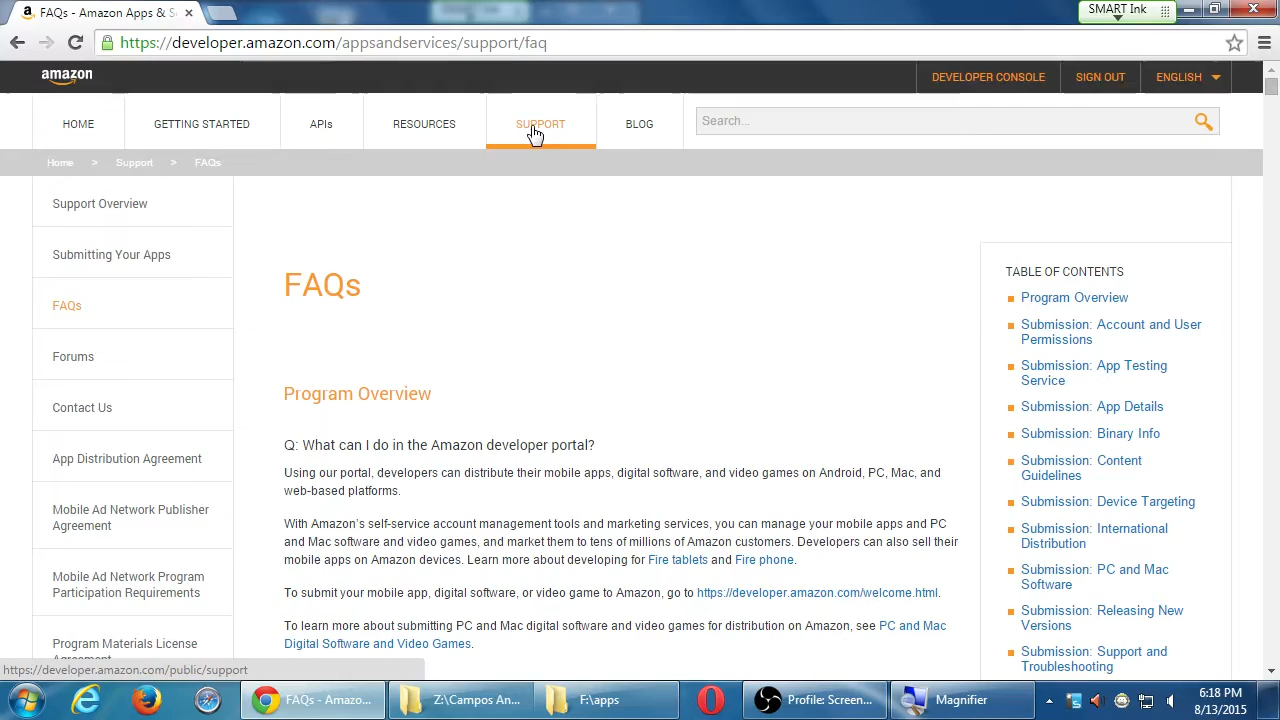 FAQs - Amazon Apps & S
SMART Ink
https://developer.amazon.com/appsandservices/support/faq
amazon
DEVELOPER CONSOLE
SIGN OUT
ENGLISH
HOME
GETTING STARTED
APIs
RESOURCES
SUPPORT
BLOG
Search...
Home > Support > FAQs
Support Overview
Submitting Your Apps
FAQs
Forums
Contact Us
App Distribution Agreement
Mobile Ad Network Publisher
Agreement
Mobile Ad Network Program
Participation Requirements
Program Materials License
FAQs
Program Overview
Q: What can I do in the Amazon developer portal?
Using our portal, developers can distribute their mobile apps, digital software, and video games on Android, PC, Mac, and
web-based platforms.
With Amazon's self-service account management tools and marketing services, you can manage your mobile apps and PC
and Mac software and video games, and market them to tens of millions of Amazon customers. Developers can also sell their
mobile apps on Amazon devices. Learn more about developing for Fire tablets and Fire phone.
To submit your mobile app, digital software, or video game to Amazon, go to https://developer.amazon.com/welcome.html.
To learn more about submitting PC and Mac digital software and video games for distribution on Amazon, see PC and Mac
Digital Software and Video Games.
TABLE OF CONTENTS
Program Overview
Submission: Account and User
Permissions
Submission: App Testing
Service
Submission: App Details
Submission: Binary Info
Submission: Content
Guidelines
Submission: Device Targeting
Submission: International
Distribution
Submission: PC and Mac
Software
Submission: Releasing New
Versions
Submission: Support and
Troubleshooting
https://developer.amazon.com/public/support
FAQs - Amazo...
Z:\Campos An...
F:\apps
Profile: Screen...
Magnifier
6:18 PM
8/13/2015